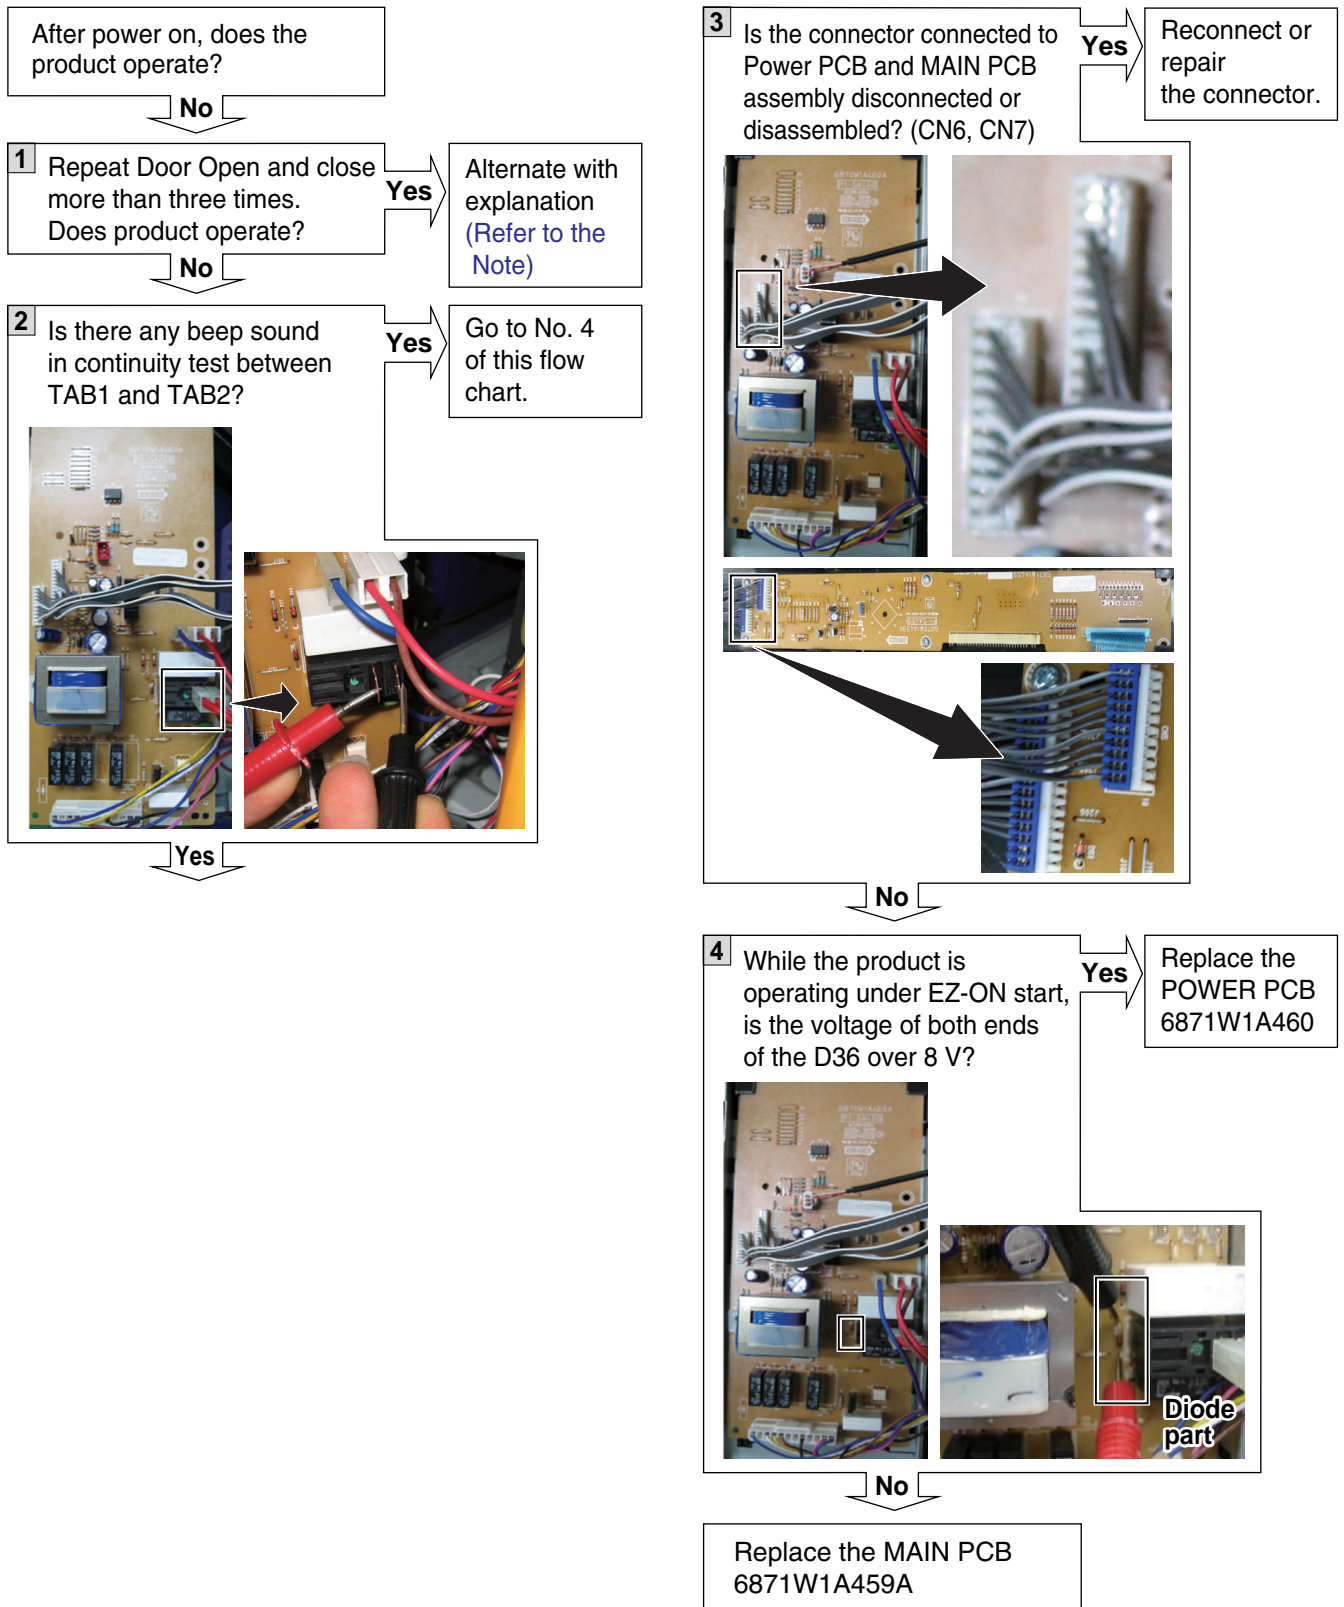 After power on, does the
product operate?
No
1
Repeat Door Open and close
more than three times.
Does product operate?
Yes
Alternate with
explanation
(Refer to the
Note)
No
2
Is there any beep sound
in continuity test between
TAB1 and TAB2?
Yes
Go to No. 4
of this flow
chart.
Yes
3
Is the connector connected to
Power PCB and MAIN PCB
assembly disconnected or
disassembled? (CN6, CN7)
Yes
Reconnect or
repair
the connector.
No
4
While the product is
operating under EZ-ON start,
is the voltage of both ends
of the D36 over 8 V?
Yes
Replace the
POWER PCB
6871W1A460
Diode
part
No
Replace the MAIN PCB
6871W1A459A